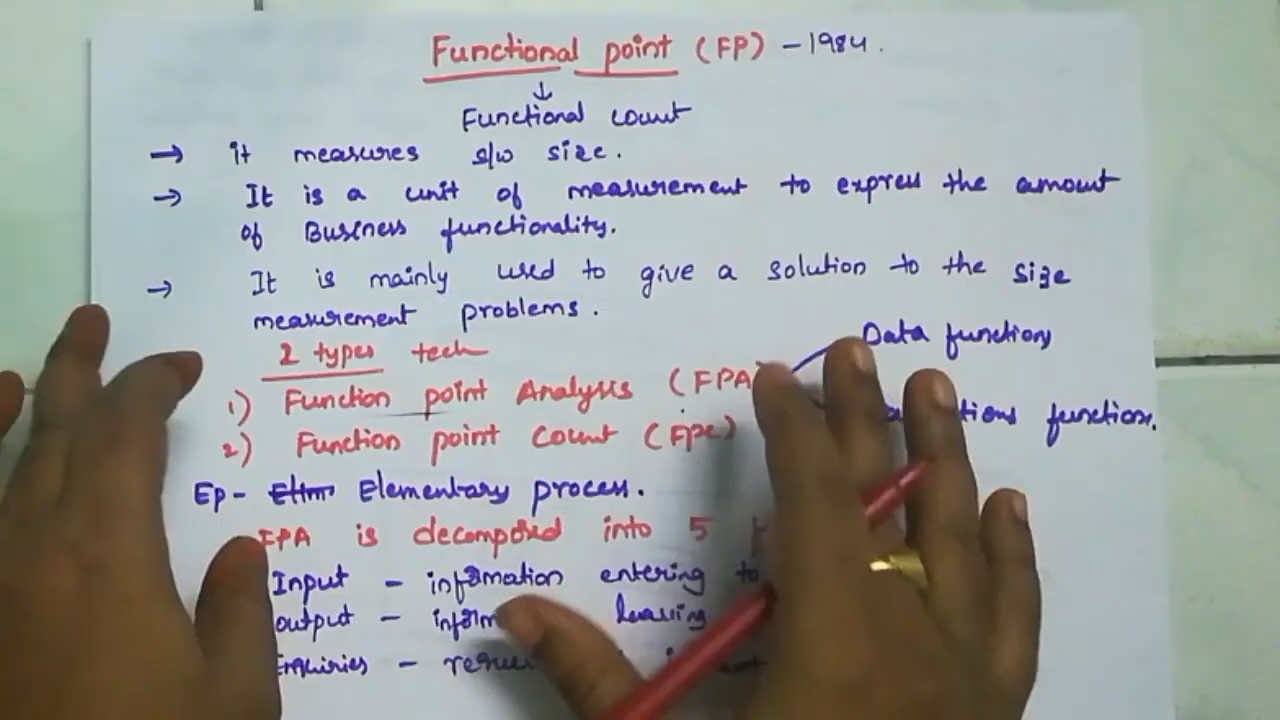 Functional point (FP) - 1984.
↓
Functional count
→ it measures s/w size.
→ It is a unit of measurement to express the amount
of Business functionality.
→ It is mainly used to give a solution to the size
measurement problems.
2 types tech
Data functions
1) Function point Analysis (FPA
functions.
2) Function point Count (FPC)
EP - Elementary process.
FPA is decomposed into 5
Input - information entering to
output - leaving
Enquiries -